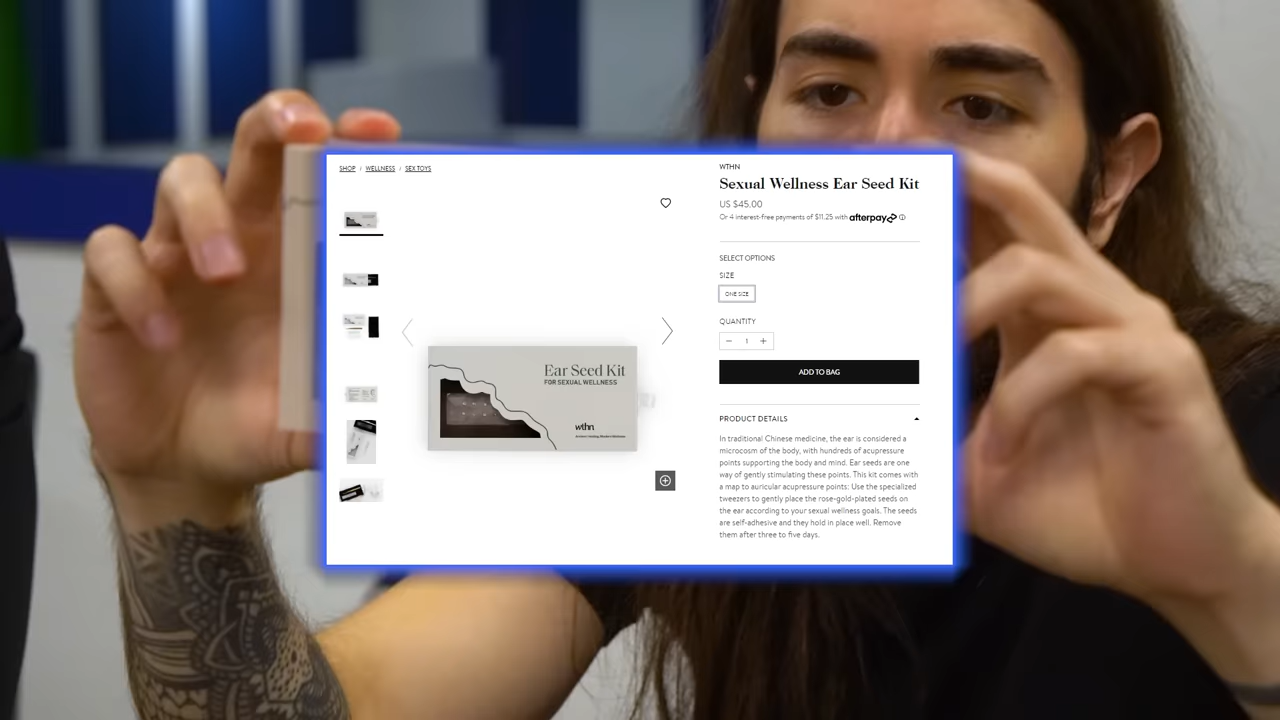 SHOP / WELLNESS / SEX TOYS
WTHN
Sexual Wellness Ear Seed Kit
US $45.00
Or 4 interest-free payments of $11.25 with afterpay
SELECT OPTIONS
SIZE
ONE SIZE
QUANTITY
− 1 +
ADD TO BAG
PRODUCT DETAILS
In traditional Chinese medicine, the ear is considered a
microcosm of the body, with hundreds of acupressure
points supporting the body and mind. Ear seeds are one
way of gently stimulating these points. This kit comes with
a map to auricular acupressure points: Use the specialized
tweezers to gently place the rose-gold-plated seeds on
the ear according to your sexual wellness goals. The seeds
are self-adhesive and they hold in place well. Remove
them after three to five days.
Ear Seed Kit
FOR SEXUAL WELLNESS
wthn